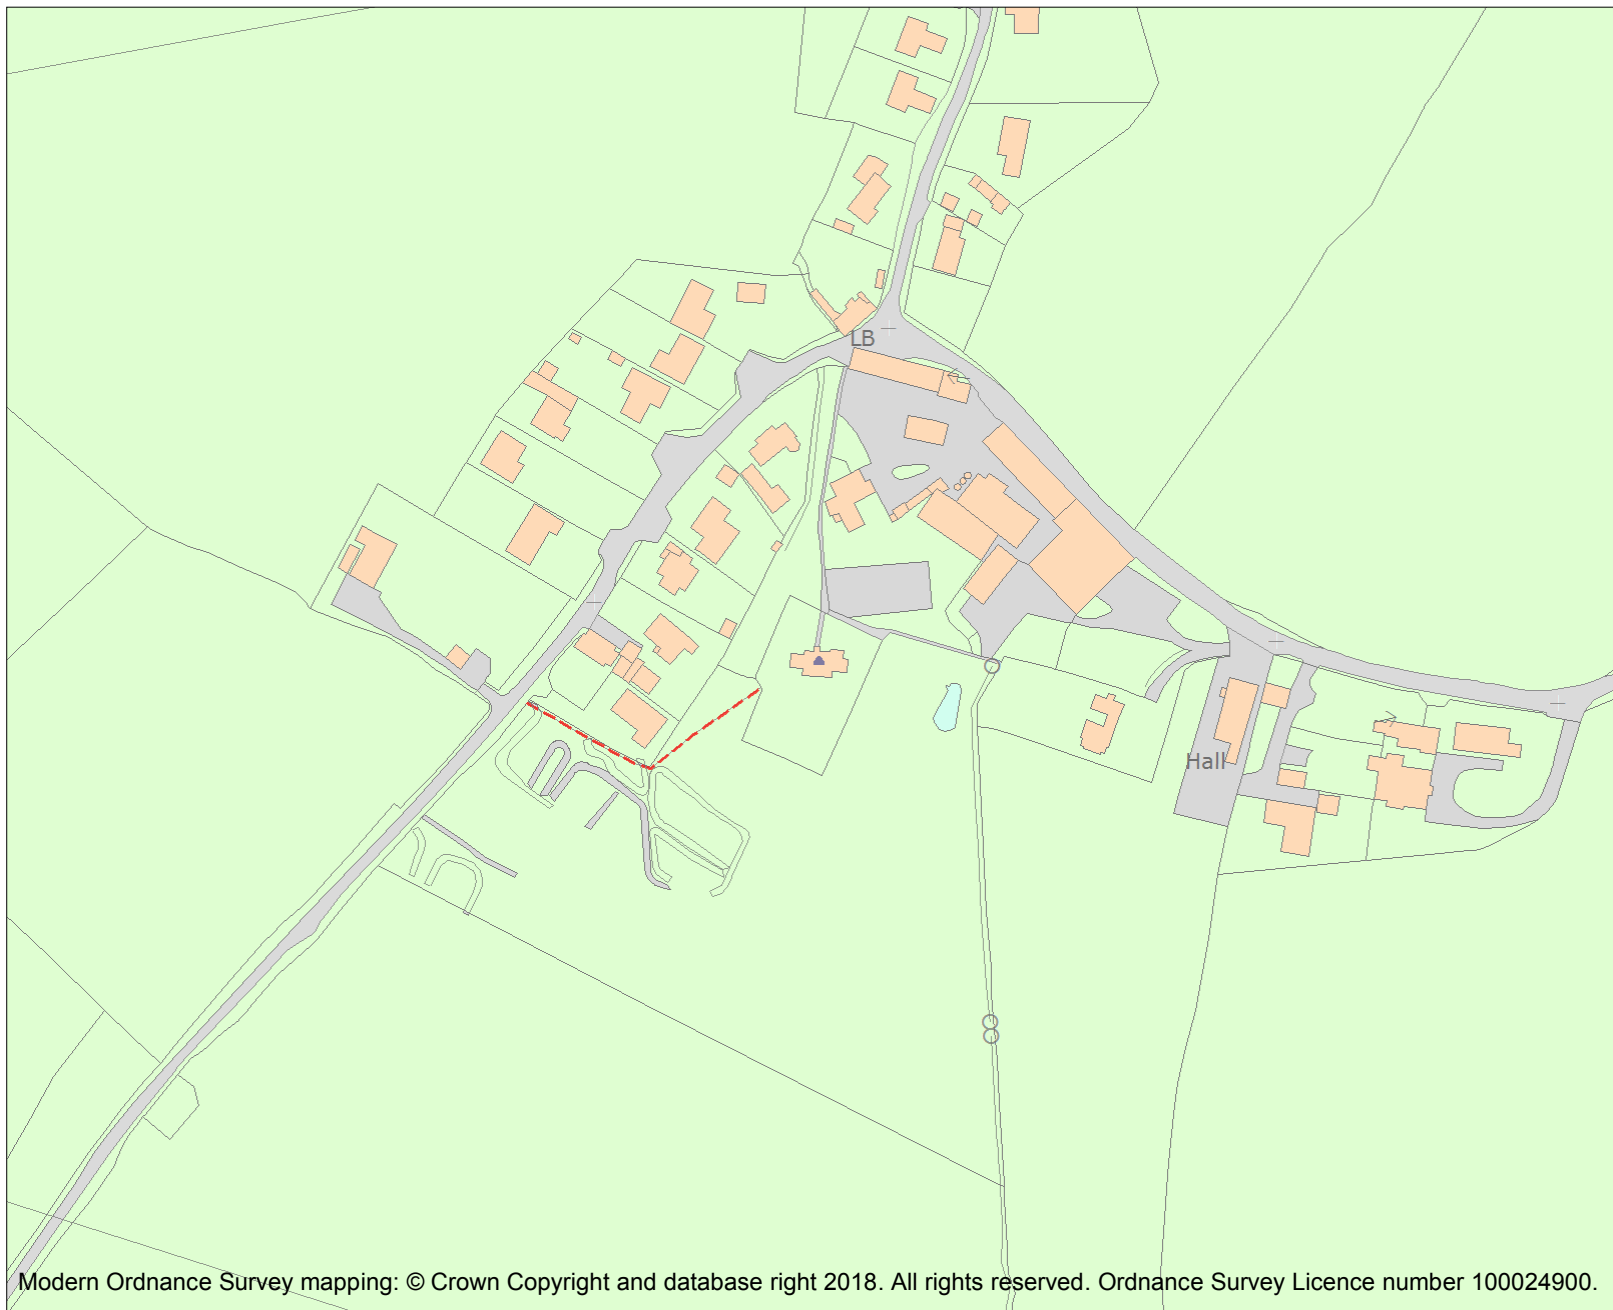 LB
Hall
Modern Ordnance Survey mapping: © Crown Copyright and database right 2018. All rights reserved. Ordnance Survey Licence number 100024900.